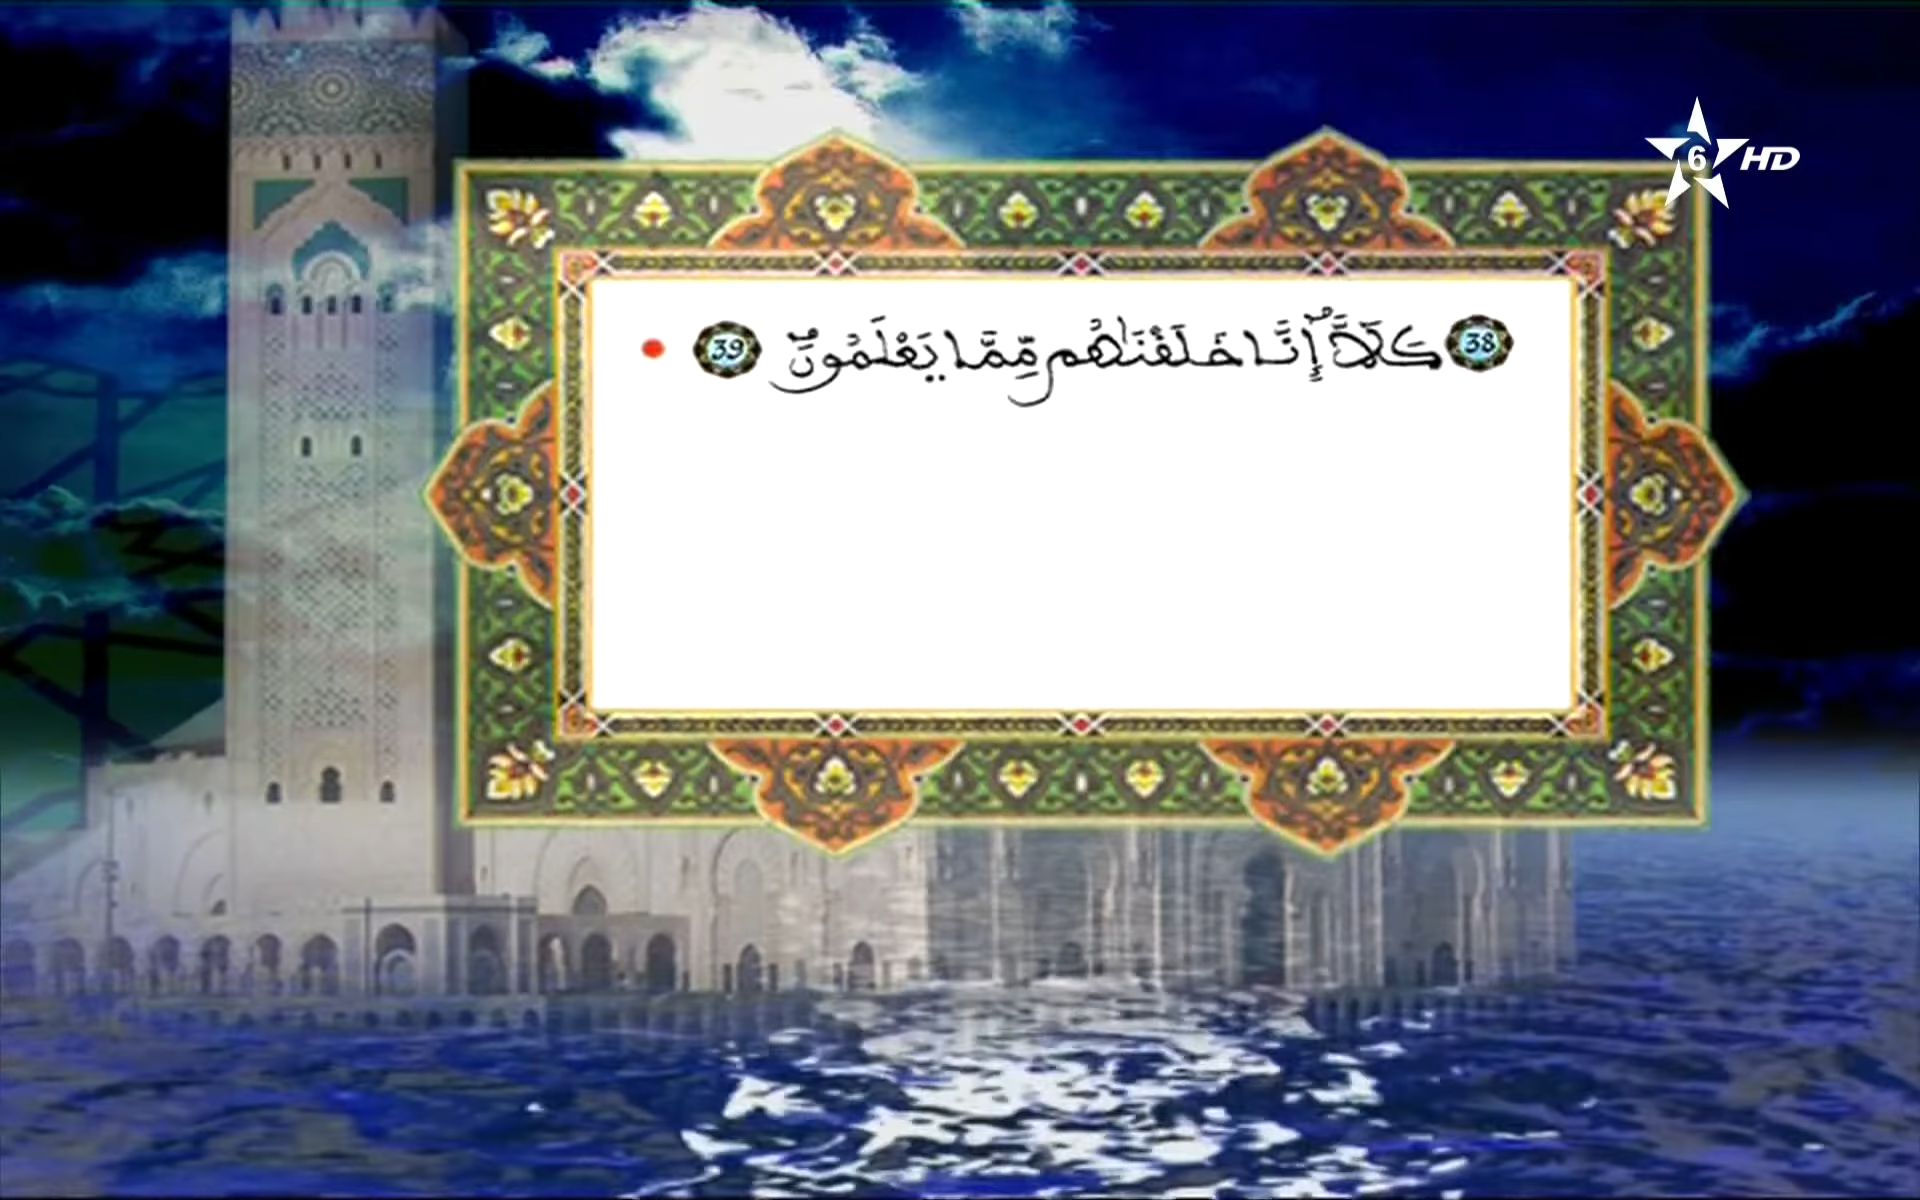 6 HD
38 كَلَّآ إِنَّا خَلَقْنَٰهُم مِّمَّا يَعْلَمُونَ 39